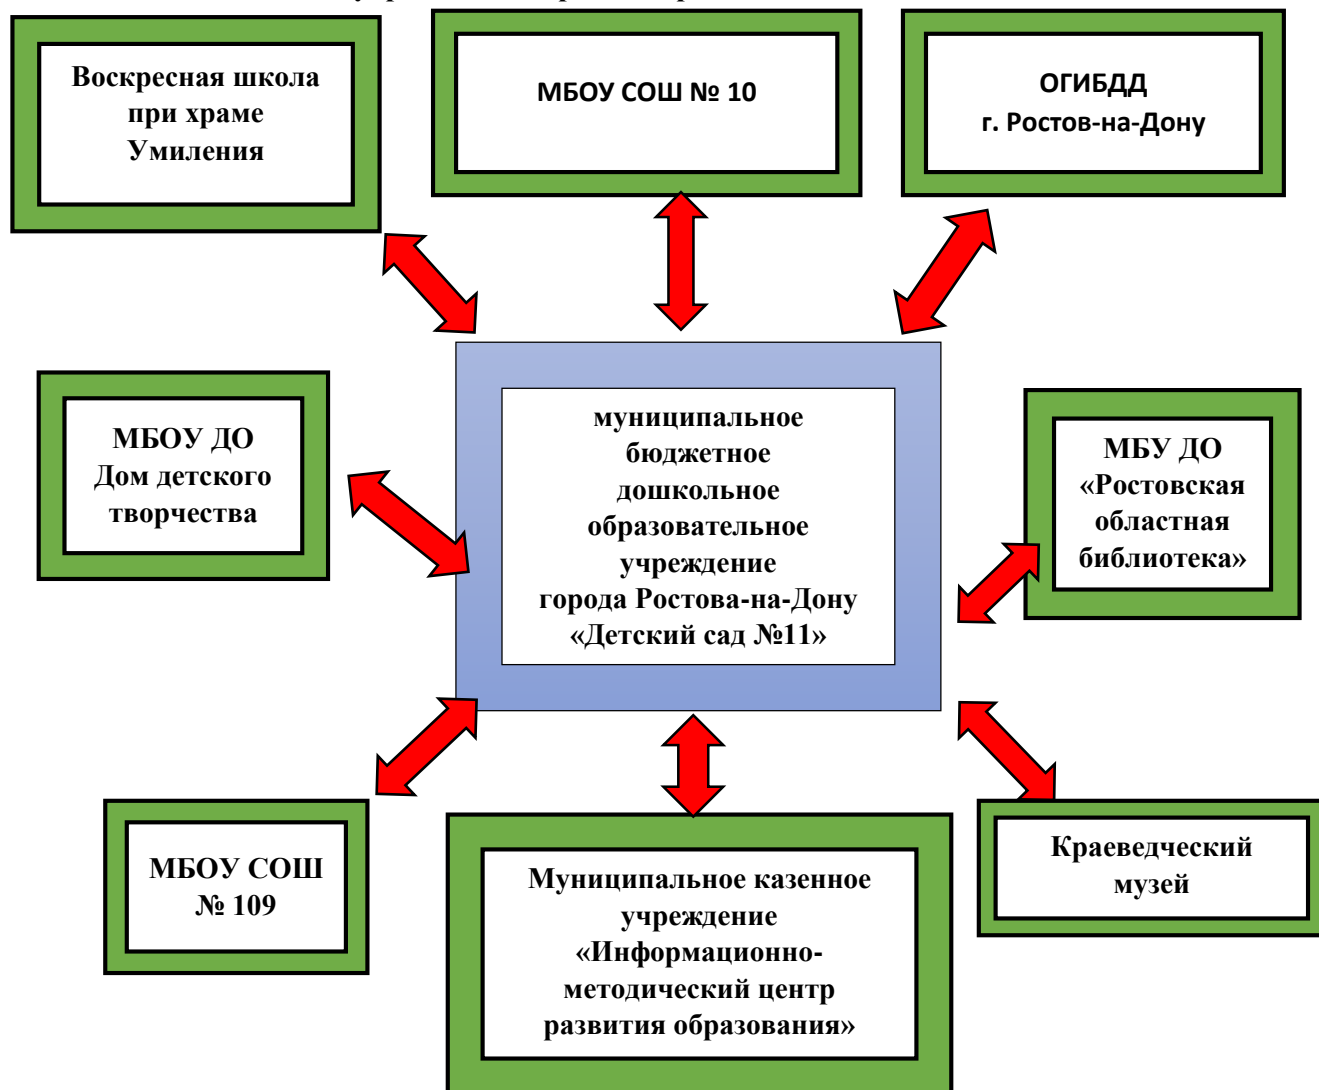 Воскресная школа
при храме
Умиления
МБОУ СОШ № 10
ОГИБДД
г. Ростов-на-Дону
МБОУ ДО
Дом детского
творчества
муниципальное
бюджетное
дошкольное
образовательное
учреждение
города Ростова-на-Дону
«Детский сад №11»
МБУ ДО
«Ростовская
областная
библиотека»
МБОУ СОШ
№ 109
Муниципальное казенное
учреждение
«Информационно-
методический центр
развития образования»
Краеведческий
музей